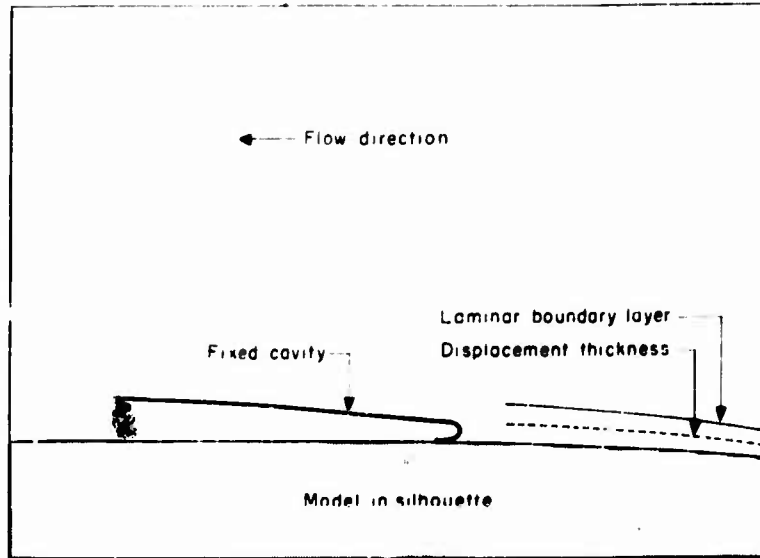 Flow direction
Laminar boundary layer
Displacement thickness
Fixed cavity
Model in silhouette